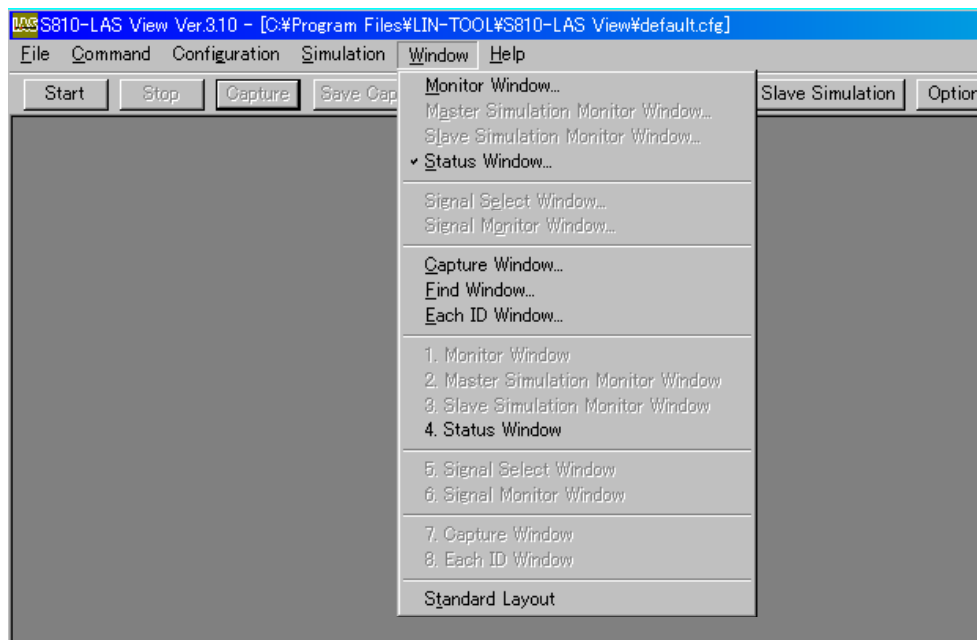 LAS S810-LAS View Ver.3.10 - [C:¥Program Files¥LIN-TOOL¥S810-LAS View¥default.cfg]
File Command Configuration Simulation Window Help
Start Stop Capture Save Cap Slave Simulation Option
Monitor Window...
Master Simulation Monitor Window...
Slave Simulation Monitor Window...
Status Window...
Signal Select Window...
Signal Monitor Window...
Capture Window...
Find Window...
Each ID Window...
1. Monitor Window
2. Master Simulation Monitor Window
3. Slave Simulation Monitor Window
4. Status Window
5. Signal Select Window
6. Signal Monitor Window
7. Capture Window
8. Each ID Window
Standard Layout